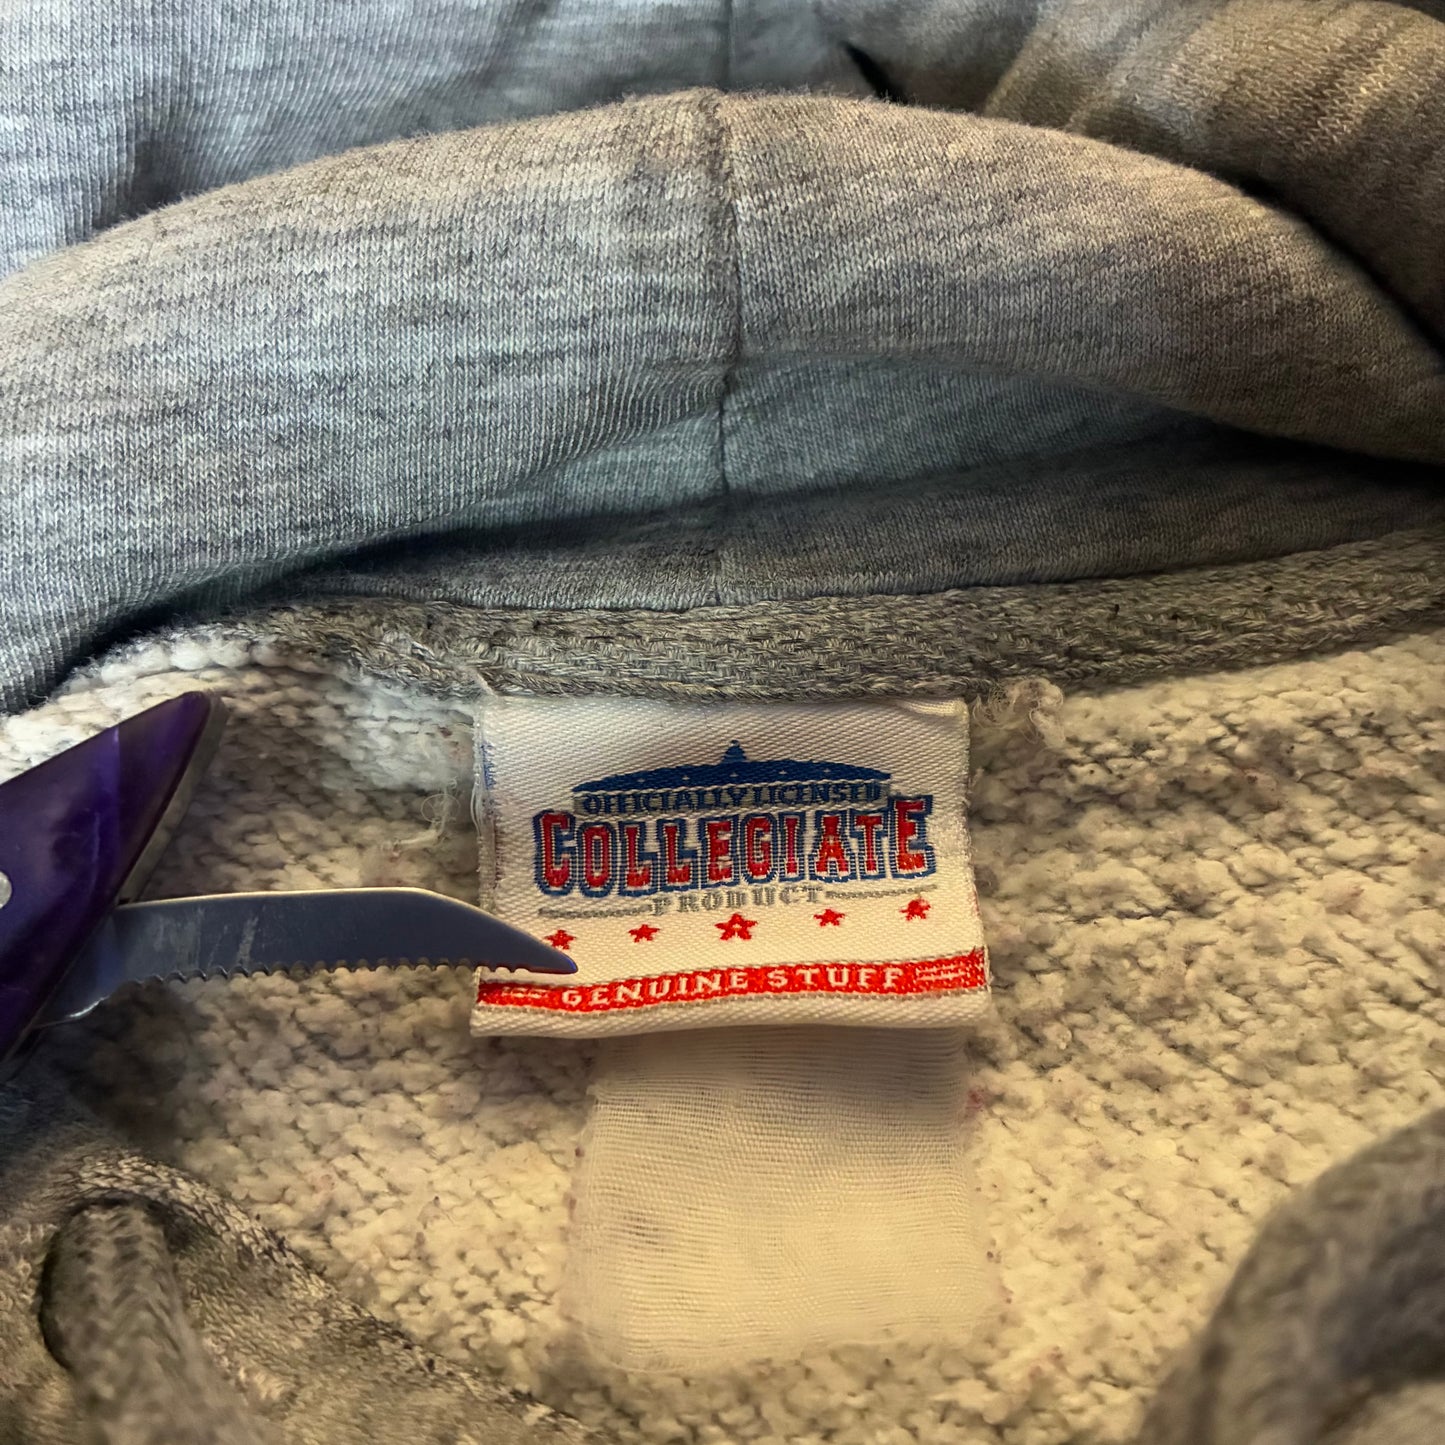 OFFICIALLY LICENSED
COLLEGIATE
PRODUCT
GENUINE STUFF